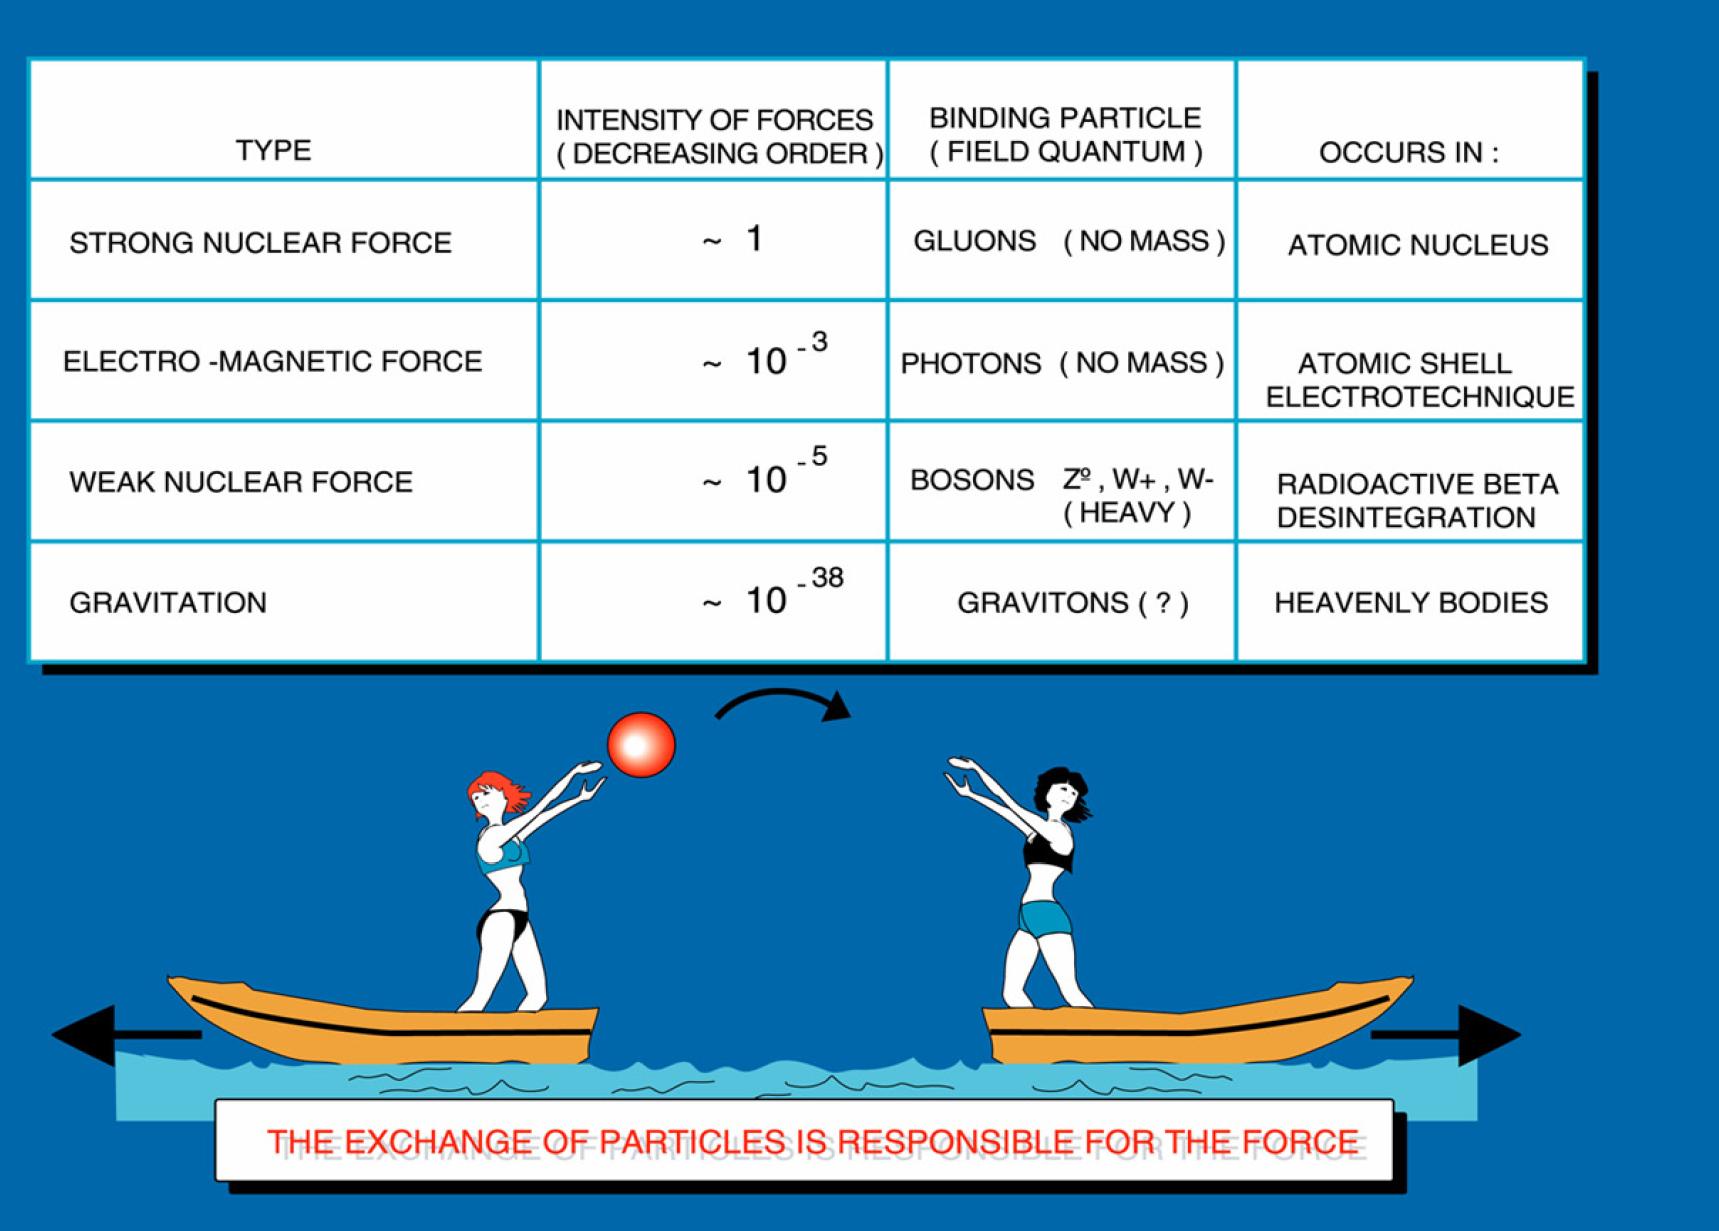 TYPE
INTENSITY OF FORCES
( DECREASING ORDER )
BINDING PARTICLE
( FIELD QUANTUM )
OCCURS IN :
STRONG NUCLEAR FORCE
~ 1
GLUONS ( NO MASS )
ATOMIC NUCLEUS
ELECTRO -MAGNETIC FORCE
~ 10 - 3
PHOTONS ( NO MASS )
ATOMIC SHELL
ELECTROTECHNIQUE
WEAK NUCLEAR FORCE
~ 10 - 5
BOSONS Zº , W+ , W-
( HEAVY )
RADIOACTIVE BETA
DESINTEGRATION
GRAVITATION
~ 10 - 38
GRAVITONS ( ? )
HEAVENLY BODIES
THE EXCHANGE OF PARTICLES IS RESPONSIBLE FOR THE FORCE